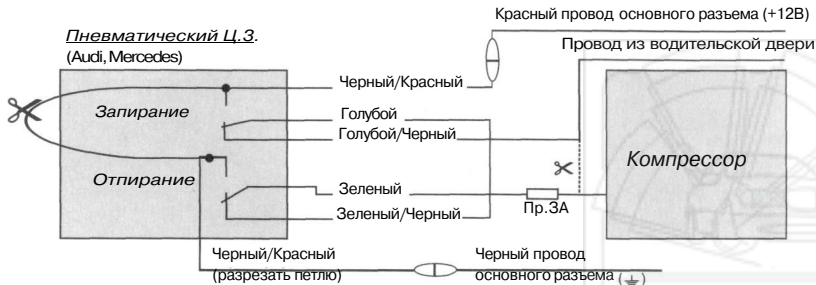 Красный провод основного разъема (+12В)
Пневматический Ц.З.
(Audi, Mercedes)
Провод из водительской двери
Черный/Красный
Запирание
Голубой
Голубой/Черный
Компрессор
Отпирание
Зеленый
Пр.3А
Зеленый/Черный
Черный/Красный
(разрезать петлю)
Черный провод
основного разъема